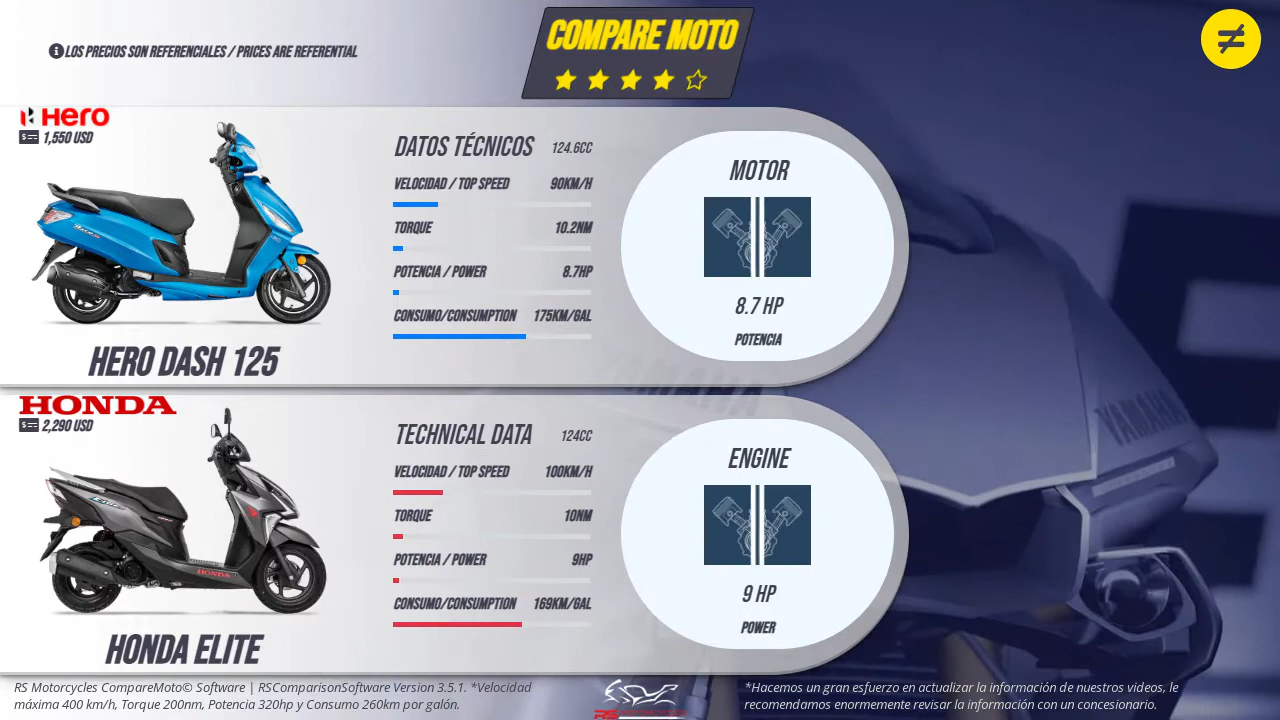 LOS PRECIOS SON REFERENCIALES / PRICES ARE REFERENTIAL
COMPARE MOTO
Hero
1,550 USD
HERO DASH 125
DATOS TÉCNICOS 124.6CC
VELOCIDAD / TOP SPEED 90KM/H
TORQUE 10.2NM
POTENCIA / POWER 8.7HP
CONSUMO/CONSUMPTION 175KM/GAL
MOTOR
8.7 HP
POTENCIA
YAMAHA
YAMAHA
HONDA
2,290 USD
HONDA
HONDA ELITE
TECHNICAL DATA 124CC
VELOCIDAD / TOP SPEED 100KM/H
TORQUE 10NM
POTENCIA / POWER 9HP
CONSUMO/CONSUMPTION 169KM/GAL
ENGINE
9 HP
POWER
RS Motorcycles CompareMoto© Software | RSComparisonSoftware Version 3.5.1. *Velocidad
máxima 400 km/h, Torque 200nm, Potencia 320hp y Consumo 260km por galón.
RS
*Hacemos un gran esfuerzo en actualizar la información de nuestros videos, le
recomendamos enormemente revisar la información con un concesionario.